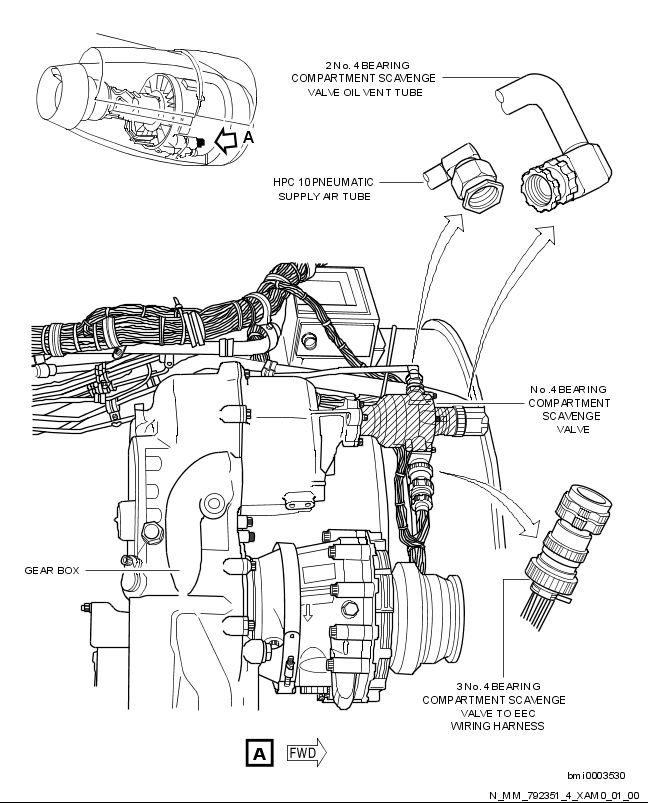 2 No. 4 BEARING
COMPARTMENT SCAVENGE
VALVE OIL VENT TUBE
A
HPC 10 PNEUMATIC
SUPPLY AIR TUBE
No .4 BEARING
COMPARTMENT
SCAVENGE
VALVE
GEAR BOX
3 No. 4 BEARING
COMPARTMENT SCAVENGE
VALVE TO EEC
WIRING HARNESS
A
FWD
bmi0003530
N_MM_792351_4_XAM0_01_00